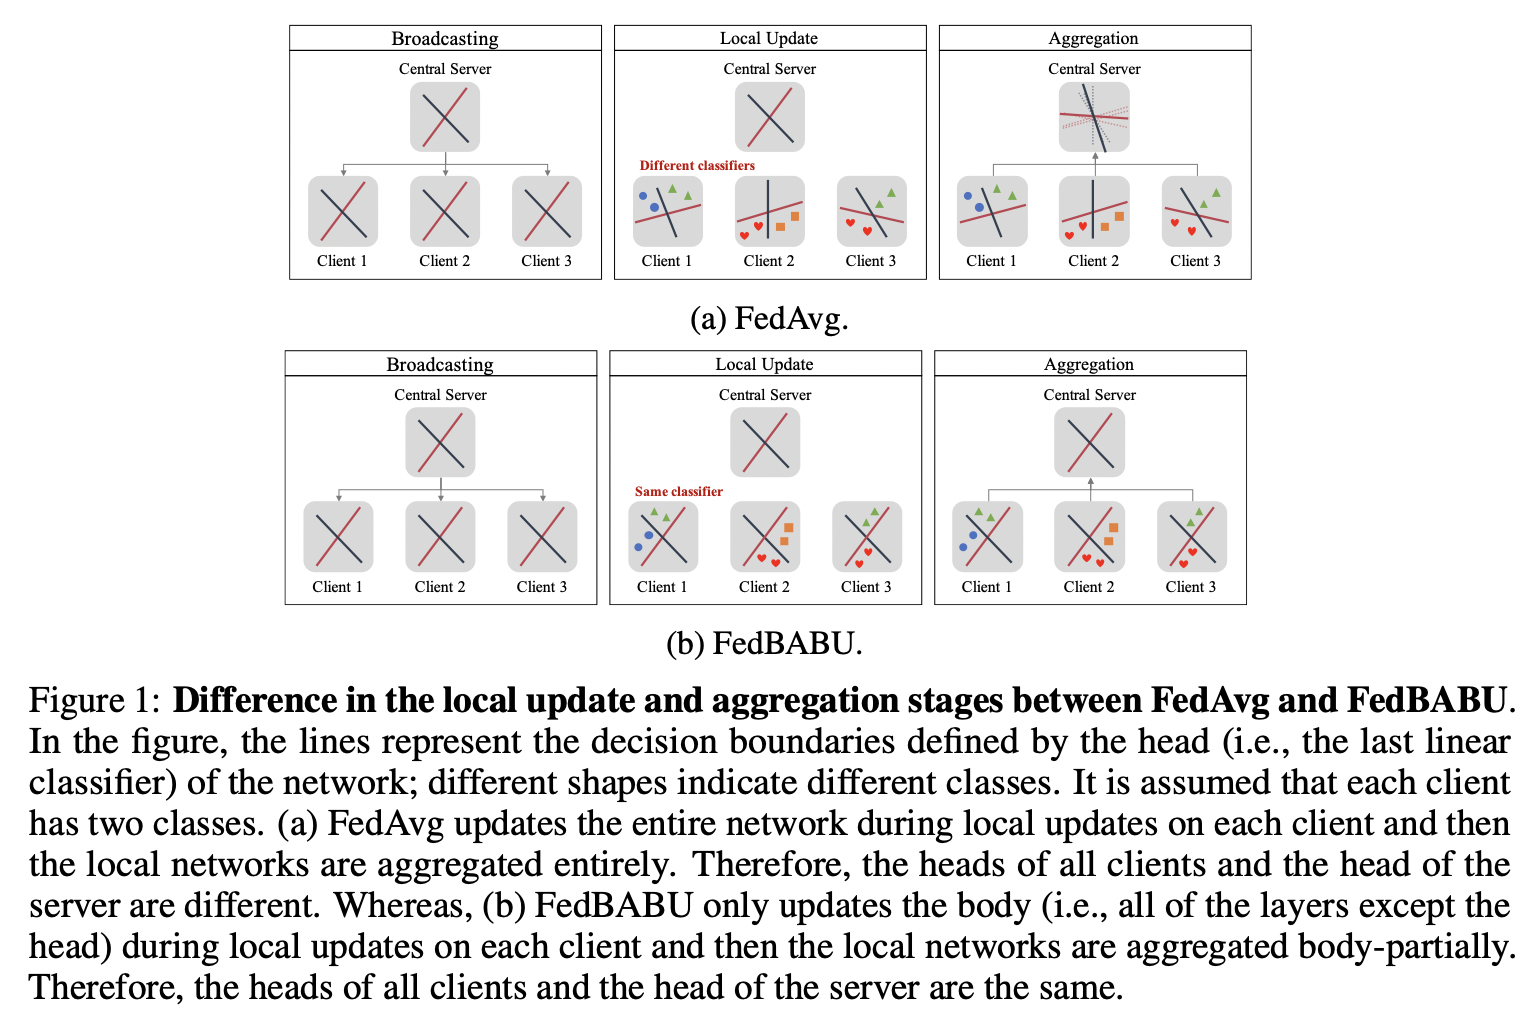 Broadcasting
Local Update
Aggregation
Central Server
Central Server
Central Server
Different classifiers
Client 1
Client 2
Client 3
Client 1
Client 2
Client 3
Client 1
Client 2
Client 3
(a) FedAvg.
Broadcasting
Local Update
Aggregation
Central Server
Central Server
Central Server
Same classifier
Client 1
Client 2
Client 3
Client 1
Client 2
Client 3
Client 1
Client 2
Client 3
(b) FedBABU.
Figure 1: Difference in the local update and aggregation stages between FedAvg and FedBABU.
In the figure, the lines represent the decision boundaries defined by the head (i.e., the last linear
classifier) of the network; different shapes indicate different classes. It is assumed that each client
has two classes. (a) FedAvg updates the entire network during local updates on each client and then
the local networks are aggregated entirely. Therefore, the heads of all clients and the head of the
server are different. Whereas, (b) FedBABU only updates the body (i.e., all of the layers except the
head) during local updates on each client and then the local networks are aggregated body-partially.
Therefore, the heads of all clients and the head of the server are the same.